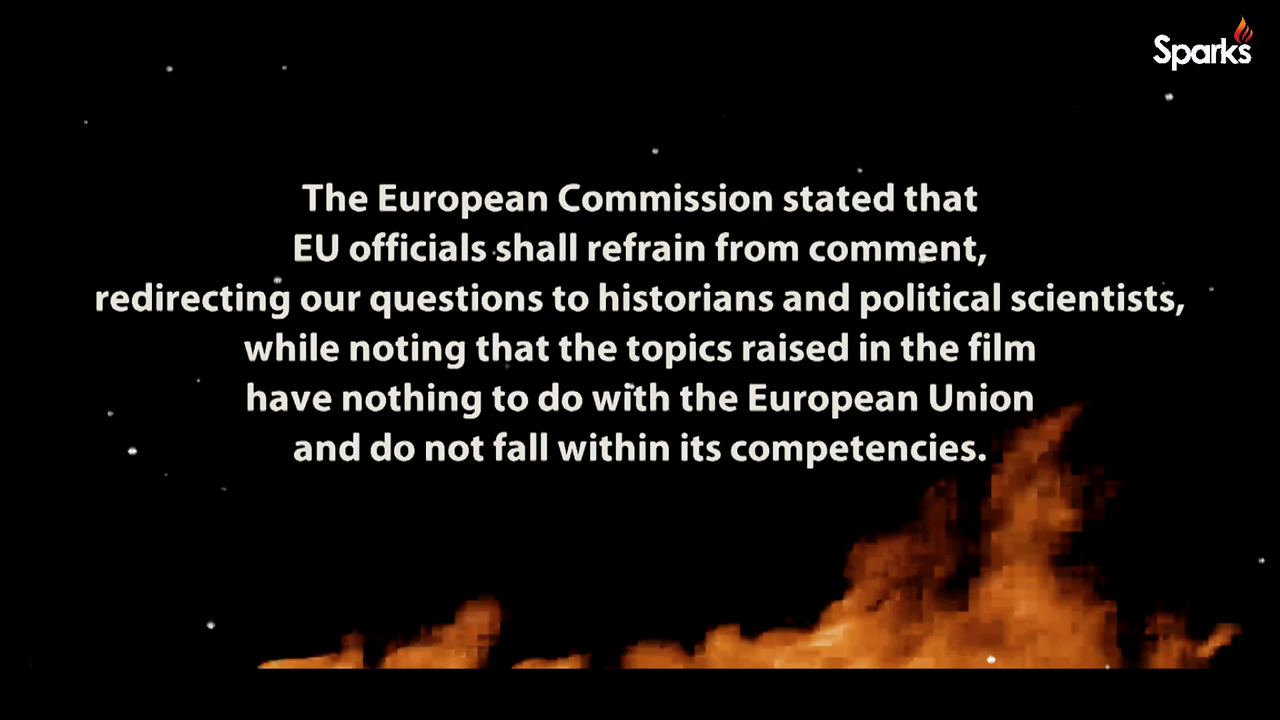 Sparks
The European Commission stated that
EU officials shall refrain from comment,
redirecting our questions to historians and political scientists,
while noting that the topics raised in the film
have nothing to do with the European Union
and do not fall within its competencies.